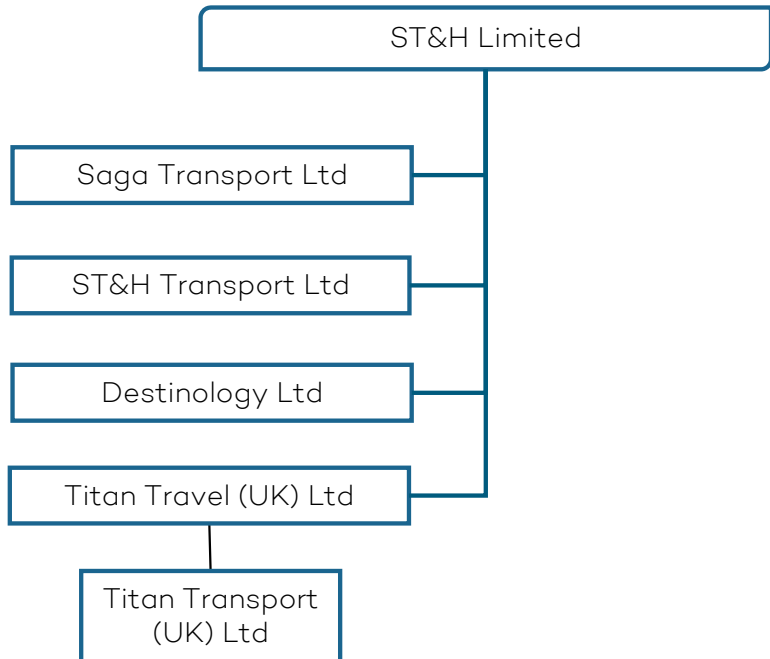 ST&H Limited
Saga Transport Ltd
ST&H Transport Ltd
Destinology Ltd
Titan Travel (UK) Ltd
Titan Transport
(UK) Ltd